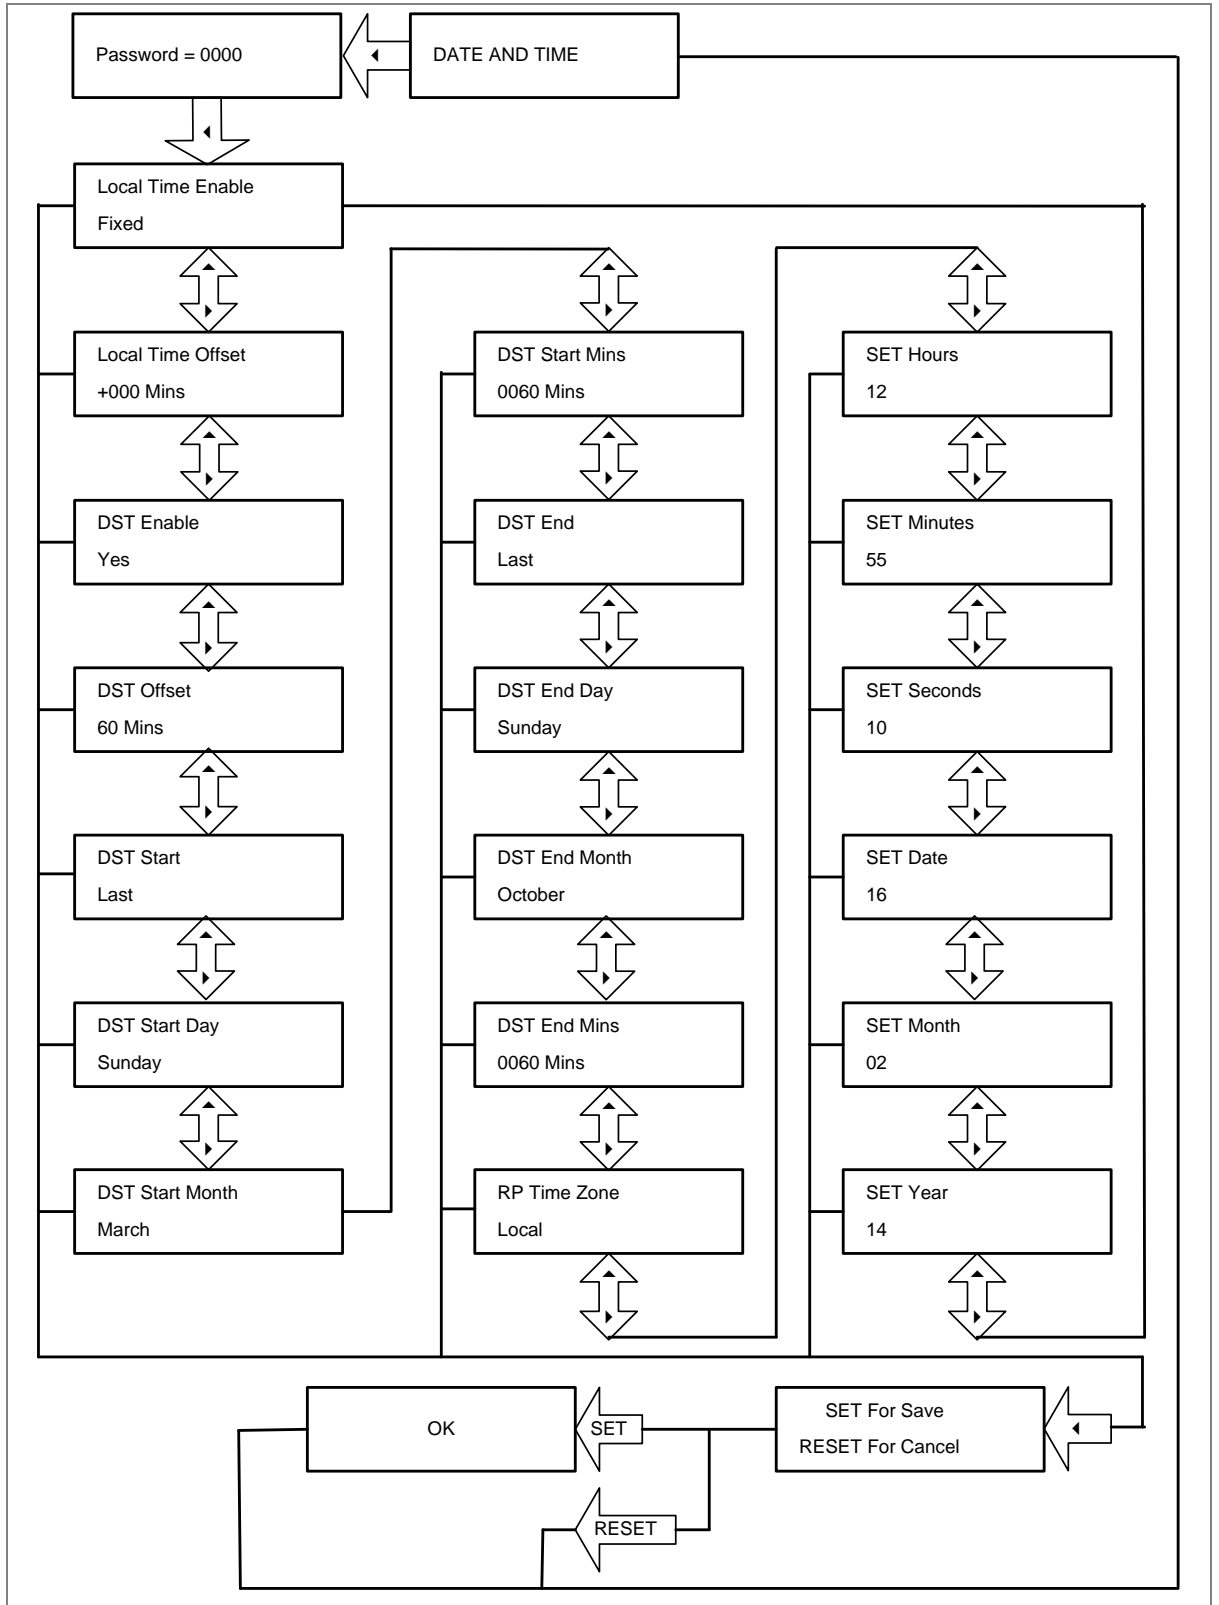 Password = 0000
DATE AND TIME
Local Time Enable
Fixed
Local Time Offset
+000 Mins
DST Enable
Yes
DST Offset
60 Mins
DST Start
Last
DST Start Day
Sunday
DST Start Month
March
DST Start Mins
0060 Mins
DST End
Last
DST End Day
Sunday
DST End Month
October
DST End Mins
0060 Mins
RP Time Zone
Local
SET Hours
12
SET Minutes
55
SET Seconds
10
SET Date
16
SET Month
02
SET Year
14
SET For Save
RESET For Cancel
SET
OK
RESET